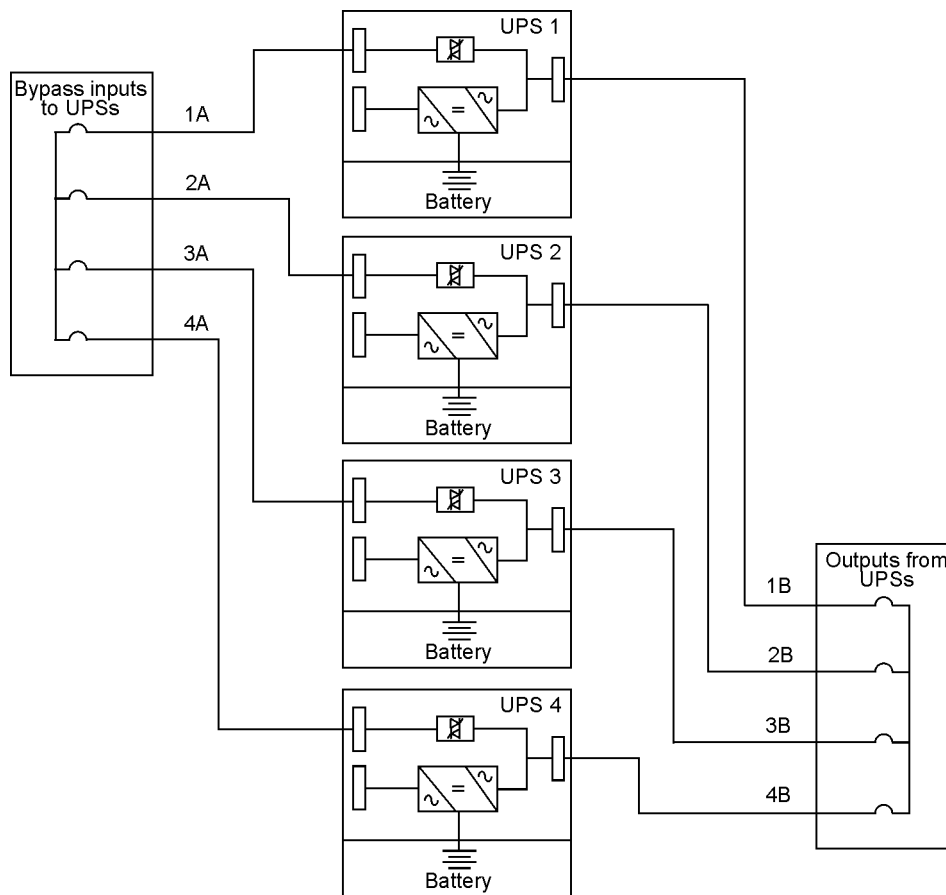 Bypass inputs
to UPSs
1A
2A
3A
4A
UPS 1
=
Battery
UPS 2
=
Battery
UPS 3
=
Battery
UPS 4
=
Battery
Outputs from
UPSs
1B
2B
3B
4B